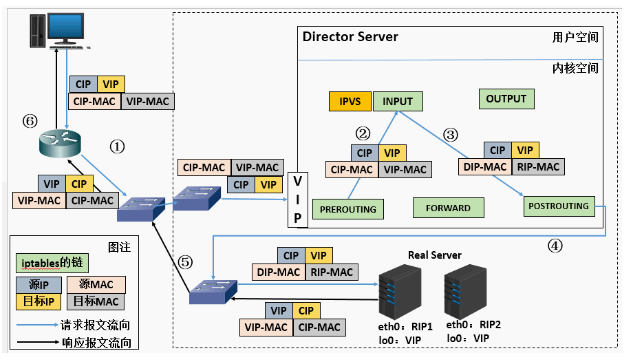 Director Server
用户空间
内核空间
IPVS
INPUT
OUTPUT
CIP VIP
CIP-MAC VIP-MAC
⑥
①
②
③
CIP VIP
CIP-MAC VIP-MAC
CIP VIP
DIP-MAC RIP-MAC
CIP-MAC VIP-MAC
CIP VIP
VIP
VIP CIP
VIP-MAC CIP-MAC
PREROUTING
FORWARD
POSTROUTING
④
⑤
图注
iptables的链
源IP
源MAC
目标IP
目标MAC
请求报文流向
响应报文流向
CIP VIP
DIP-MAC RIP-MAC
VIP CIP
VIP-MAC CIP-MAC
Real Server
eth0：RIP1
lo0：VIP
eth0：RIP2
lo0：VIP